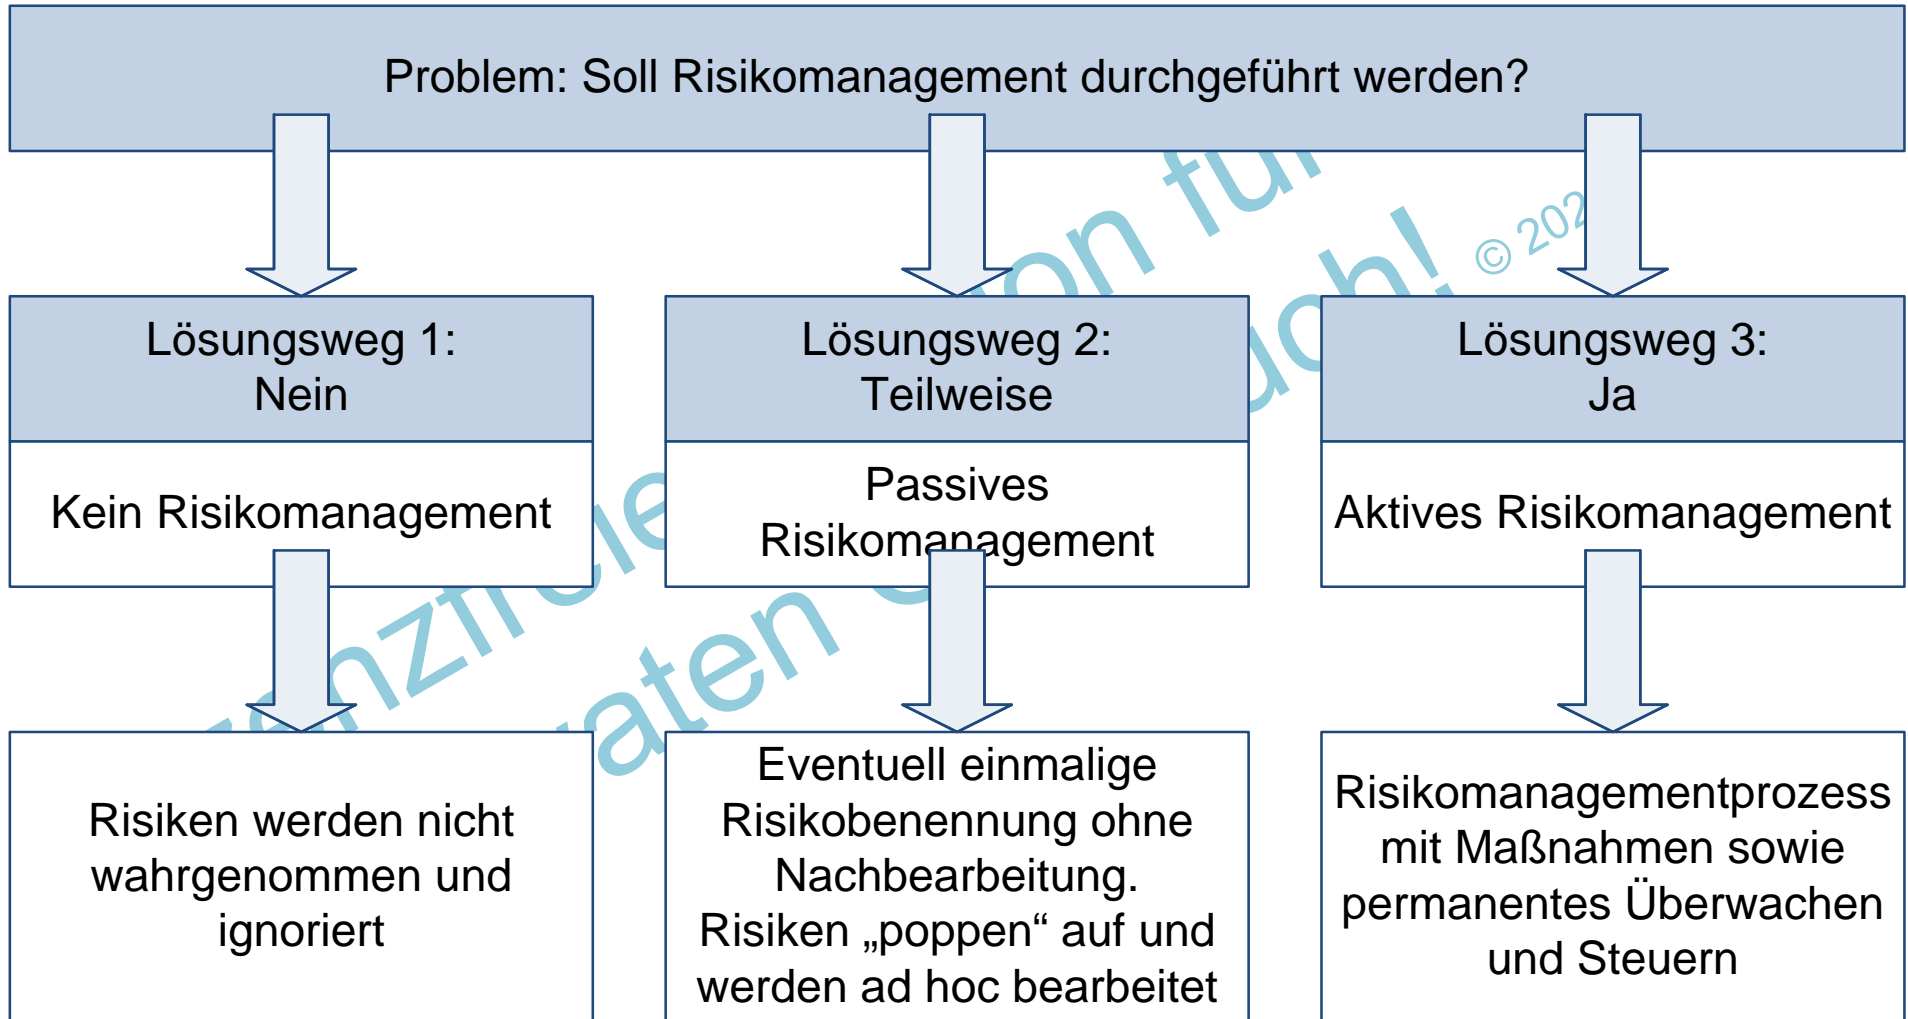 Problem: Soll Risikomanagement durchgeführt werden?
Lösungsweg 1:
Nein
Kein Risikomanagement
Risiken werden nicht
wahrgenommen und
ignoriert
Lösungsweg 2:
Teilweise
Passives
Risikomanagement
Eventuell einmalige
Risikobenennung ohne
Nachbearbeitung.
Risiken „poppen“ auf und
werden ad hoc bearbeitet
Lösungsweg 3:
Ja
Aktives Risikomanagement
Risikomanagementprozess
mit Maßnahmen sowie
permanentes Überwachen
und Steuern
©